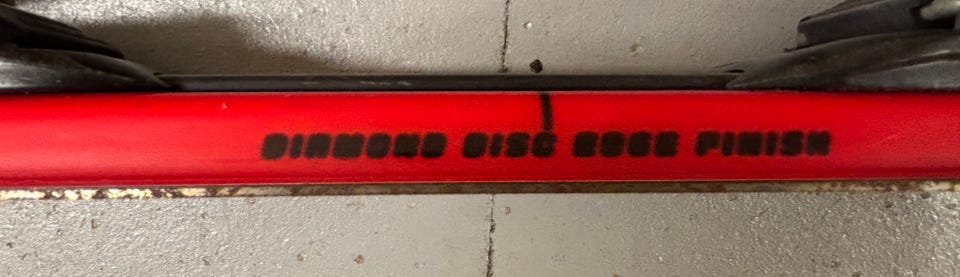 DIAMOND DISC EDGE FINISH